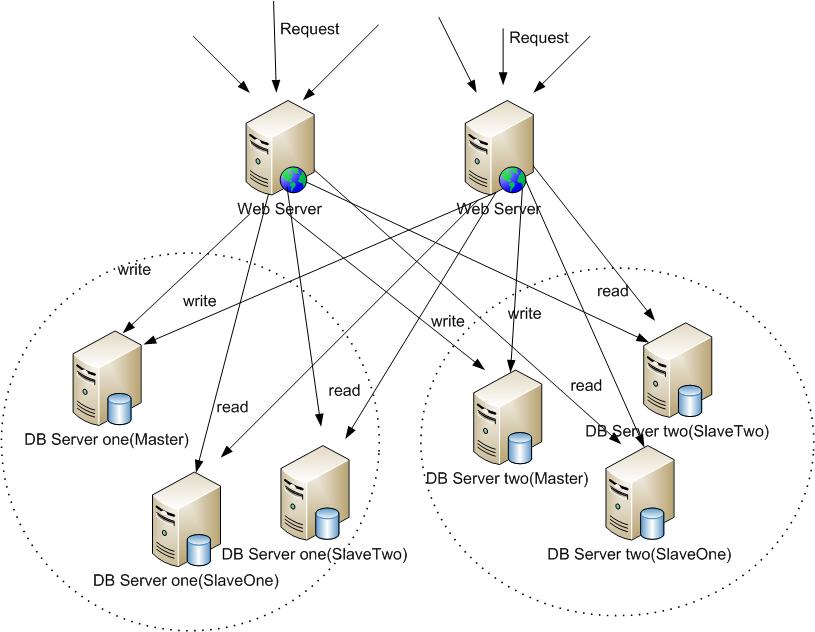 Request
Request
Web Server
Web Server
write
write
read
write
write
read
read
read
DB Server one(Master)
DB Server two(SlaveTwo)
DB Server two(Master)
DB Server one(SlaveTwo)
DB Server two(SlaveOne)
DB Server one(SlaveOne)